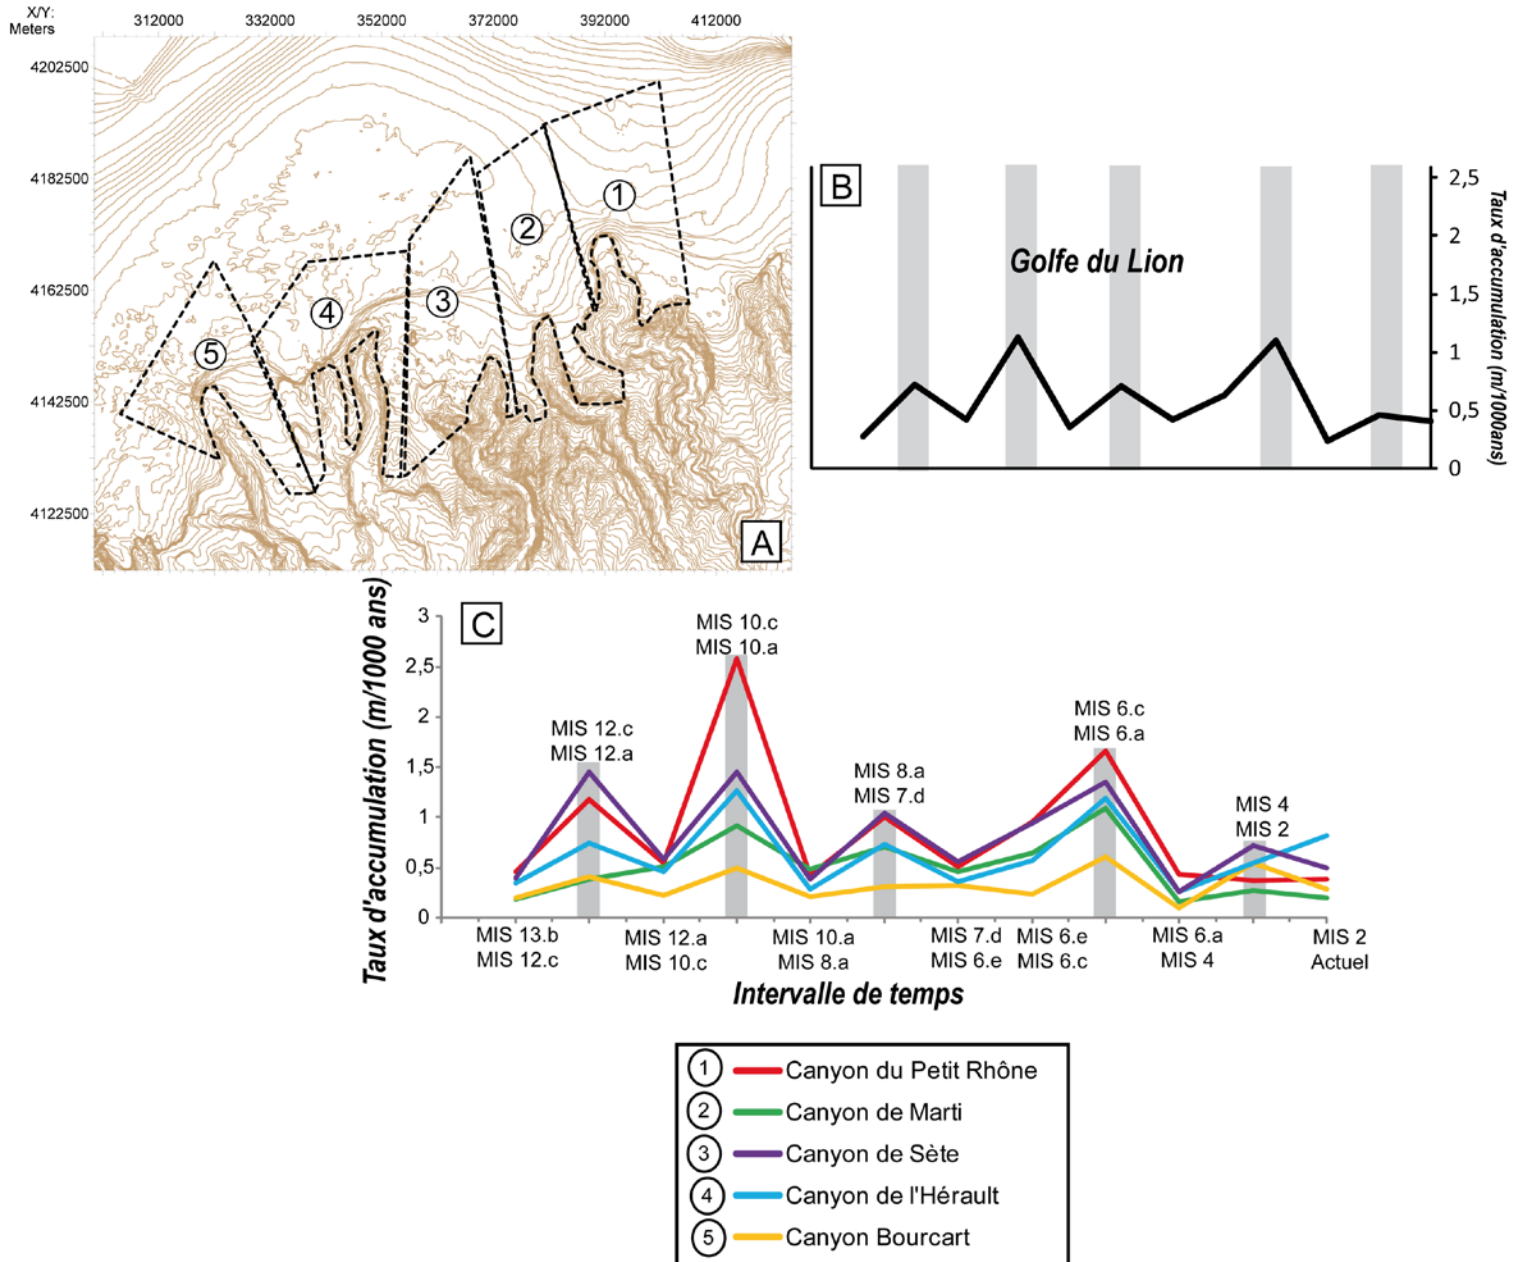 X/Y:
Meters
312000 332000 352000 372000 392000 412000
4202500
4182500
4162500
4142500
4122500
1
2
3
4
5
A
B
Golfe du Lion
2,5
2
1,5
1
0,5
0
Taux d'accumulation (m/1000ans)
C
Taux d'accumulation (m/1000 ans)
3
2,5
2
1,5
1
0,5
0
MIS 12.c
MIS 12.a
MIS 10.c
MIS 10.a
MIS 8.a
MIS 7.d
MIS 6.c
MIS 6.a
MIS 4
MIS 2
MIS 13.b
MIS 12.c
MIS 12.a
MIS 10.c
MIS 10.a
MIS 8.a
MIS 7.d
MIS 6.e
MIS 6.e
MIS 6.c
MIS 6.a
MIS 4
MIS 2
Actuel
Intervalle de temps
1 Canyon du Petit Rhône
2 Canyon de Marti
3 Canyon de Sète
4 Canyon de l'Hérault
5 Canyon Bourcart